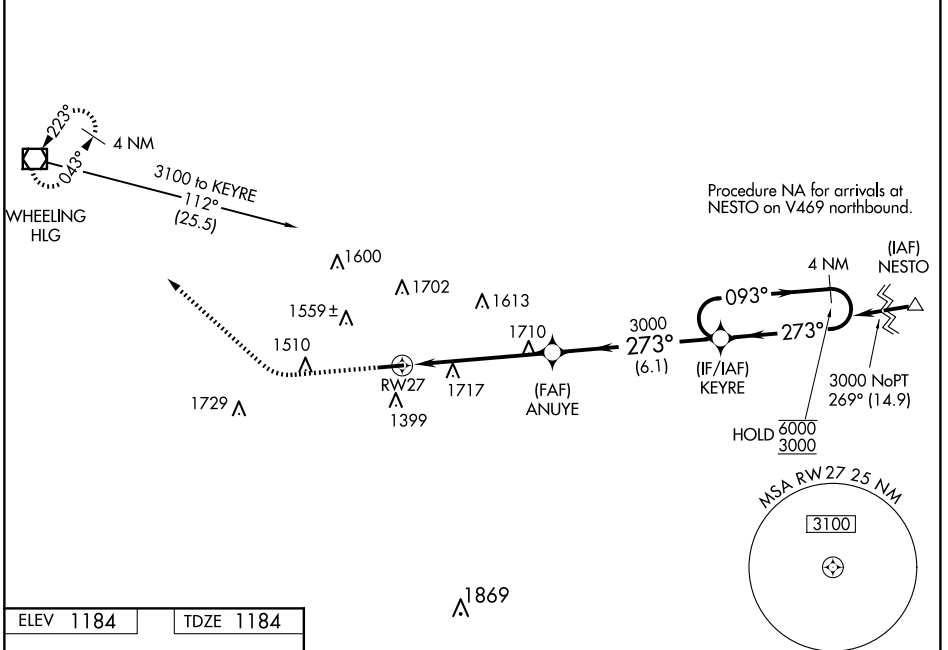 223°
4 NM
043°
3100 to KEYRE
112°
(25.5)
WHEELING
HLG
Procedure NA for arrivals at
NESTO on V469 northbound.
(IAF)
NESTO
4 NM
1600
1702
1613
1559±
093°
1510
1710
3000
273°
(6.1)
273°
RW27
1717
(FAF)
ANUYE
(IF/IAF)
KEYRE
3000 NoPT
269° (14.9)
1729
1399
HOLD 6000
3000
MSA RW27 25 NM
3100
1869
ELEV 1184
TDZE 1184